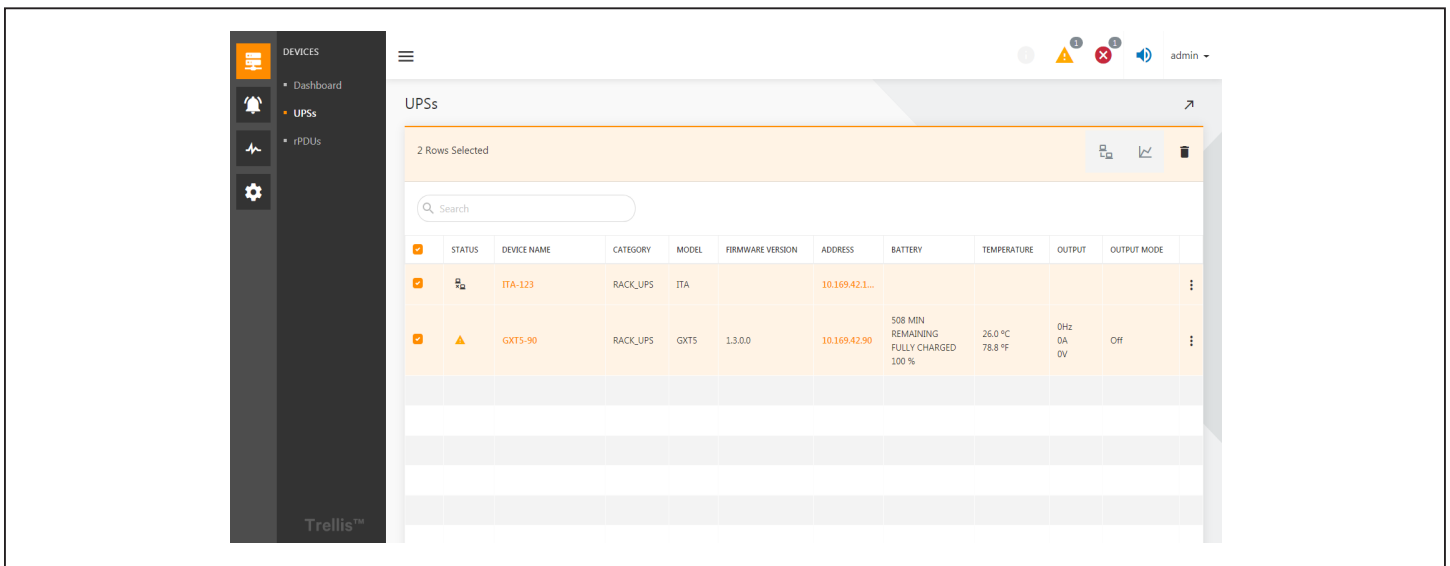 DEVICES
Dashboard
UPSs
rPDUs
Trellis™
1
1
admin
UPSs
2 Rows Selected
Search
STATUS DEVICE NAME CATEGORY MODEL FIRMWARE VERSION ADDRESS BATTERY TEMPERATURE OUTPUT OUTPUT MODE
ITA-123 RACK_UPS ITA 10.169.42.1...
GXT5-90 RACK_UPS GXT5 1.3.0.0 10.169.42.90
508 MIN
REMAINING
FULLY CHARGED
100 %
26.0 °C
78.8 °F
0Hz
0A
0V
Off